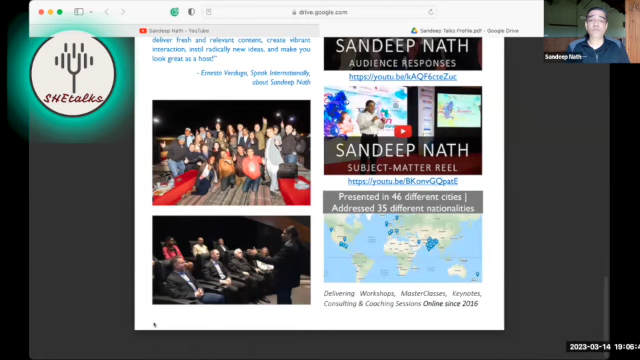 drive.google.com
Sandeep Nath
Sandeep Talks Profile.pdf - Google Drive
SHEtalks
deliver fresh and relevant content, create vibrant
interaction, instil radically new ideas, and make you
look great as a host!"
- Ernesto Verdugo, Speak Internationally,
about Sandeep Nath
SANDEEP NATH
AUDIENCE RESPONSES
https://youtu.be/kAQF6cteZuc
SANDEEP NATH
SUBJECT-MATTER REEL
https://youtu.be/BKonvGQpatE
Presented in 46 different cities |
Addressed 35 different nationalities
Delivering Workshops, MasterClasses, Keynotes,
Consulting & Coaching Sessions Online since 2016
Sandeep Nath
2023-03-14 19:06:4